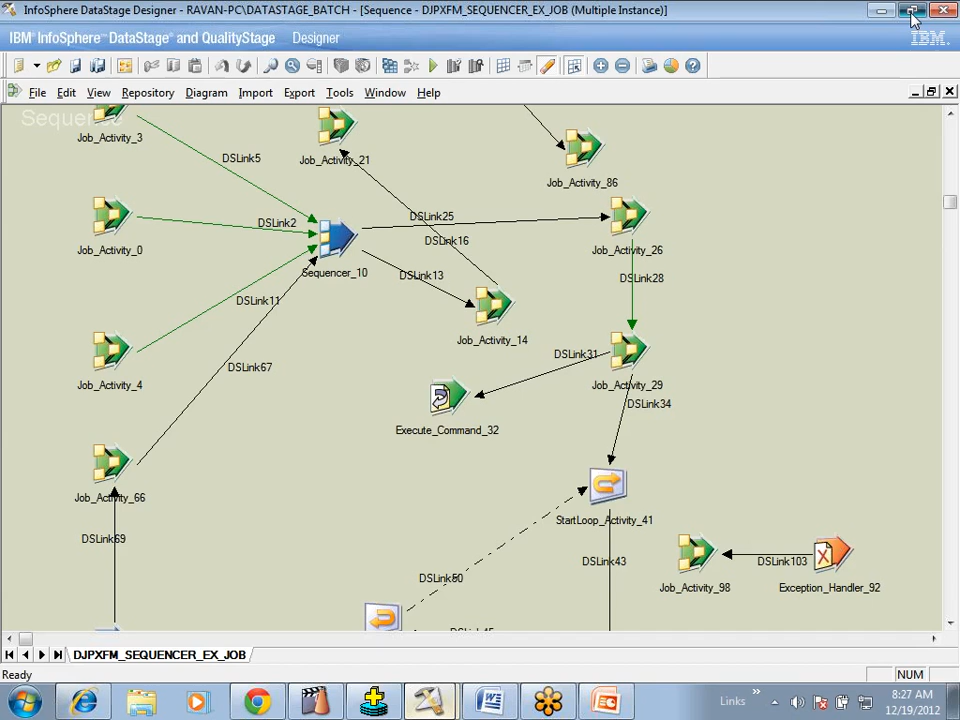 InfoSphere DataStage Designer - RAVAN-PC\DATASTAGE_BATCH - [Sequence - DJPXFM_SEQUENCER_EX_JOB (Multiple Instance)]
IBM® InfoSphere™ DataStage® and QualityStage Designer
IBM.
File Edit View Repository Diagram Import Export Tools Window Help
Sequence
Job_Activity_3
Job_Activity_21
DSLink5
Job_Activity_86
DSLink25
DSLink2
DSLink16
Job_Activity_0
Job_Activity_26
Sequencer_10
DSLink13
DSLink28
DSLink11
Job_Activity_14
DSLink31
DSLink67
Job_Activity_4
Job_Activity_29
DSLink34
Execute_Command_32
Job_Activity_66
StartLoop_Activity_41
DSLink69
DSLink43
DSLink103
DSLink60
Job_Activity_98
Exception_Handler_92
DJPXFM_SEQUENCER_EX_JOB
Ready
NUM
Links
8:27 AM
12/19/2012